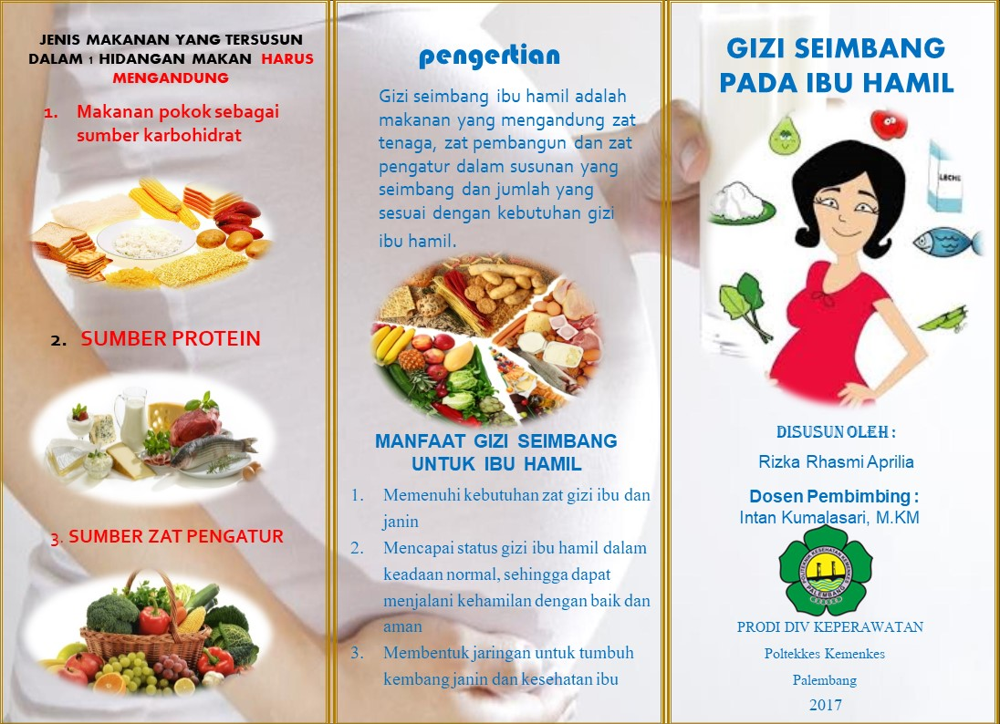 JENIS MAKANAN YANG TERSUSUN
DALAM 1 HIDANGAN MAKAN HARUS
MENGANDUNG
1. Makanan pokok sebagai
sumber karbohidrat
2. SUMBER PROTEIN
3. SUMBER ZAT PENGATUR
pengertian
Gizi seimbang ibu hamil adalah
makanan yang mengandung zat
tenaga, zat pembangun dan zat
pengatur dalam susunan yang
seimbang dan jumlah yang
sesuai dengan kebutuhan gizi
ibu hamil.
MANFAAT GIZI SEIMBANG
UNTUK IBU HAMIL
1. Memenuhi kebutuhan zat gizi ibu dan
janin
2. Mencapai status gizi ibu hamil dalam
keadaan normal, sehingga dapat
menjalani kehamilan dengan baik dan
aman
3. Membentuk jaringan untuk tumbuh
kembang janin dan kesehatan ibu
GIZI SEIMBANG
PADA IBU HAMIL
LECHE
DISUSUN OLEH :
Rizka Rhasmi Aprilia
Dosen Pembimbing :
Intan Kumalasari, M.KM
POLITEKNIK KESEHATAN KEMENKES
PALEMBANG
PRODI DIV KEPERAWATAN
Poltekkes Kemenkes
Palembang
2017